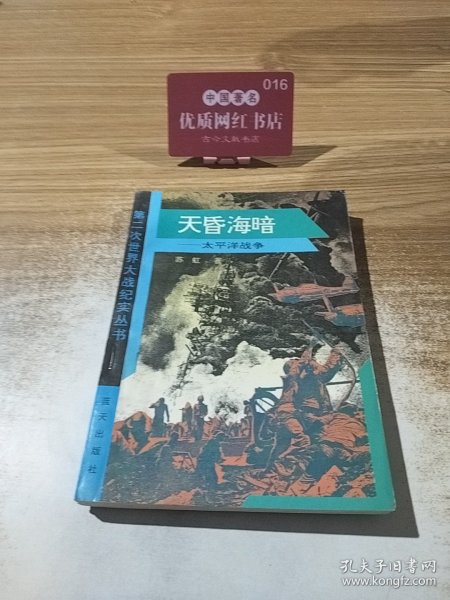 016
中国著名
优质网红书店
古今文献书店
天昏海暗
——太平洋战争
苏虹
第二次世界大战纪实丛书
蓝天出版社
孔夫子旧书网
www.kongfz.com